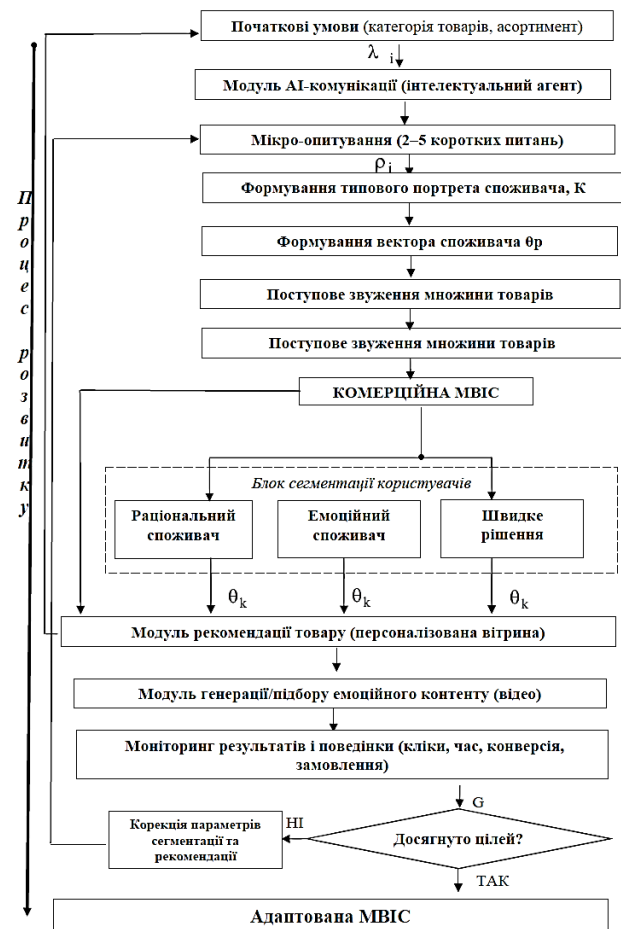 Початкові умови (категорія товарів, асортимент)
λ i
Модуль АІ-комунікації (інтелектуальний агент)
Мікро-опитування (2–5 коротких питань)
ρ i
Формування типового портрета споживача, К
Формування вектора споживача θр
Поступове звуження множини товарів
Поступове звуження множини товарів
КОМЕРЦІЙНА МВІС
Процес розвитку
Блок сегментації користувачів
Раціональний
споживач
Емоційний
споживач
Швидке
рішення
θk
θk
θk
Модуль рекомендації товару (персоналізована вітрина)
Модуль генерації/підбору емоційного контенту (відео)
Моніторинг результатів і поведінки (кліки, час, конверсія,
замовлення)
G
Корекція параметрів
сегментації та
рекомендації
НІ
Досягнуто цілей?
ТАК
Адаптована МВІС